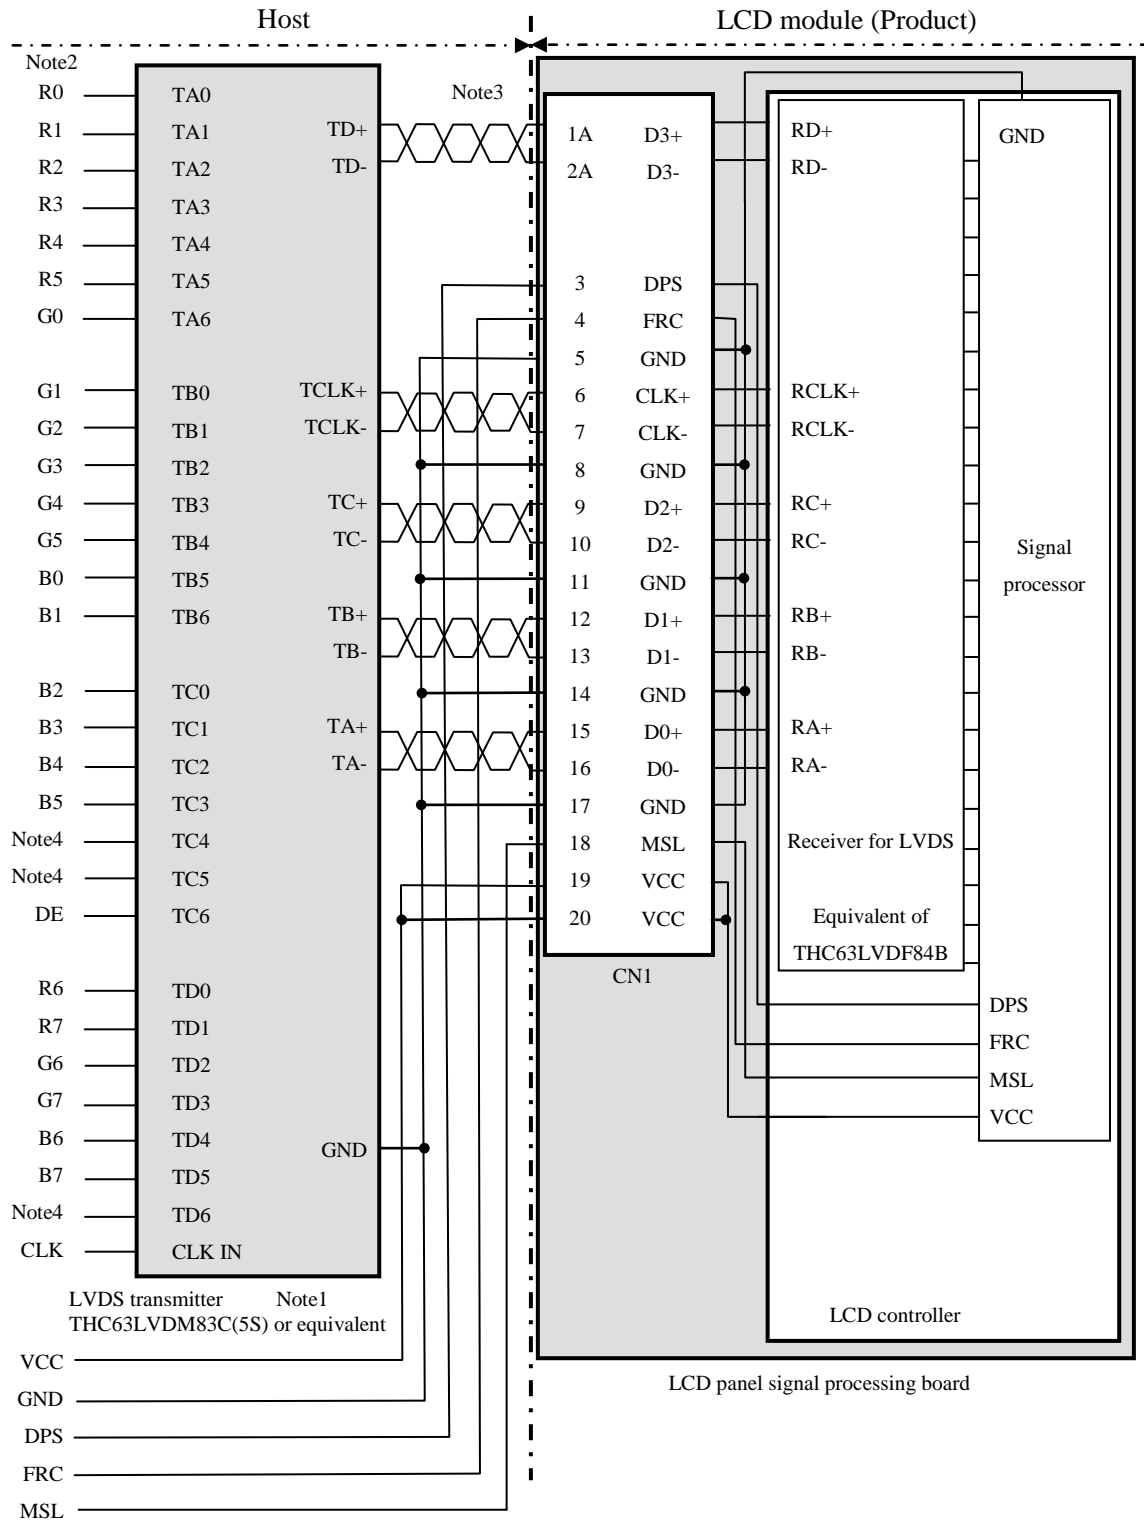 Host
LCD module (Product)
Note2
R0 TA0
R1 TA1 TD+
R2 TA2 TD-
R3 TA3
R4 TA4
R5 TA5
G0 TA6
G1 TB0 TCLK+
G2 TB1 TCLK-
G3 TB2
G4 TB3 TC+
G5 TB4 TC-
B0 TB5
B1 TB6 TB+
TB-
B2 TC0
B3 TC1 TA+
B4 TC2 TA-
B5 TC3
Note4 TC4
Note4 TC5
DE TC6
R6 TD0
R7 TD1
G6 TD2
G7 TD3
B6 TD4 GND
B7 TD5
Note4 TD6
CLK CLK IN
LVDS transmitter Note1
THC63LVDM83C(5S) or equivalent
VCC
GND
DPS
FRC
MSL
Note3
1A D3+
2A D3-
3 DPS
4 FRC
5 GND
6 CLK+
7 CLK-
8 GND
9 D2+
10 D2-
11 GND
12 D1+
13 D1-
14 GND
15 D0+
16 D0-
17 GND
18 MSL
19 VCC
20 VCC
CN1
RD+
RD-
RCLK+
RCLK-
RC+
RC-
RB+
RB-
RA+
RA-
Receiver for LVDS
Equivalent of
THC63LVDF84B
GND
Signal
processor
DPS
FRC
MSL
VCC
LCD controller
LCD panel signal processing board